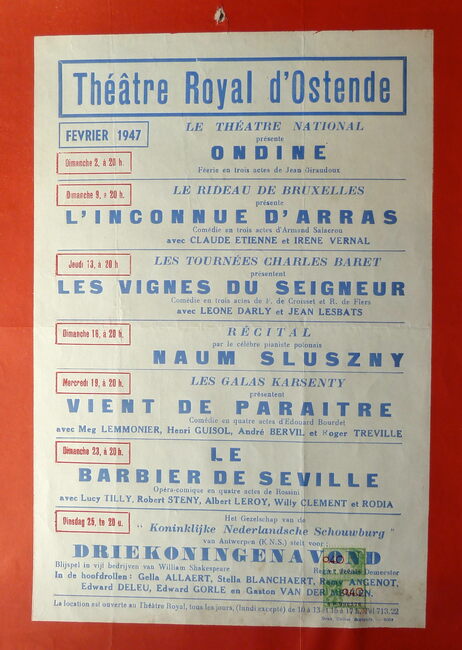 Théâtre Royal d'Ostende
FEVRIER 1947
LE THÉATRE NATIONAL
présente
Dimanche 2, à 20 h.
ONDINE
Féerie en trois actes de Jean Giraudoux
Dimanche 9, à 20 h.
LE RIDEAU DE BRUXELLES
présente
L'INCONNUE D'ARRAS
Comédie en trois actes d'Armand Salacrou
avec CLAUDE ETIENNE et IRENE VERNAL
Jeudi 13, à 20 h
LES TOURNÉES CHARLES BARET
présentent
LES VIGNES DU SEIGNEUR
Comédie en trois actes de F. de Croisset et R. de Flers
avec LEONE DARLY et JEAN LESBATS
Dimanche 16, à 20 h.
RÉCITAL
par le célèbre pianiste polonais
NAUM SLUSZNY
Mercredi 19, à 20 h.
LES GALAS KARSENTY
présentent
VIENT DE PARAITRE
Comédie en quatre actes d'Edouard Bourdet
avec Meg LEMMONIER, Henri GUISOL, André BERVIL et Roger TREVILLE
Dimanche 23, à 20 h.
LE
BARBIER DE SEVILLE
Opéra-comique en quatre actes de Rossini
avec Lucy TILLY, Robert STENY, Albert LEROY, Willy CLEMENT et RODIA
Dinsdag 25, te 20 u.
Het Gezelschap van de
" Koninklijke Nederlandsche Schouwburg "
van Antwerpen (K.N.S.) stelt voor :
DRIEKONINGENAVOND
Blijspel in vijf bedrijven van William Shakespeare
Demeester
In de hoofdrollen : Gella ALLAERT, Stella BLANCHAERT, Remy ANGENOT,
Edward DELEU, Edward GORLE en Gaston VAN DER MEULEN.
La location est ouverte au Théâtre Royal, tous les jours, (lundi excepté) de 10 à 13
713.22